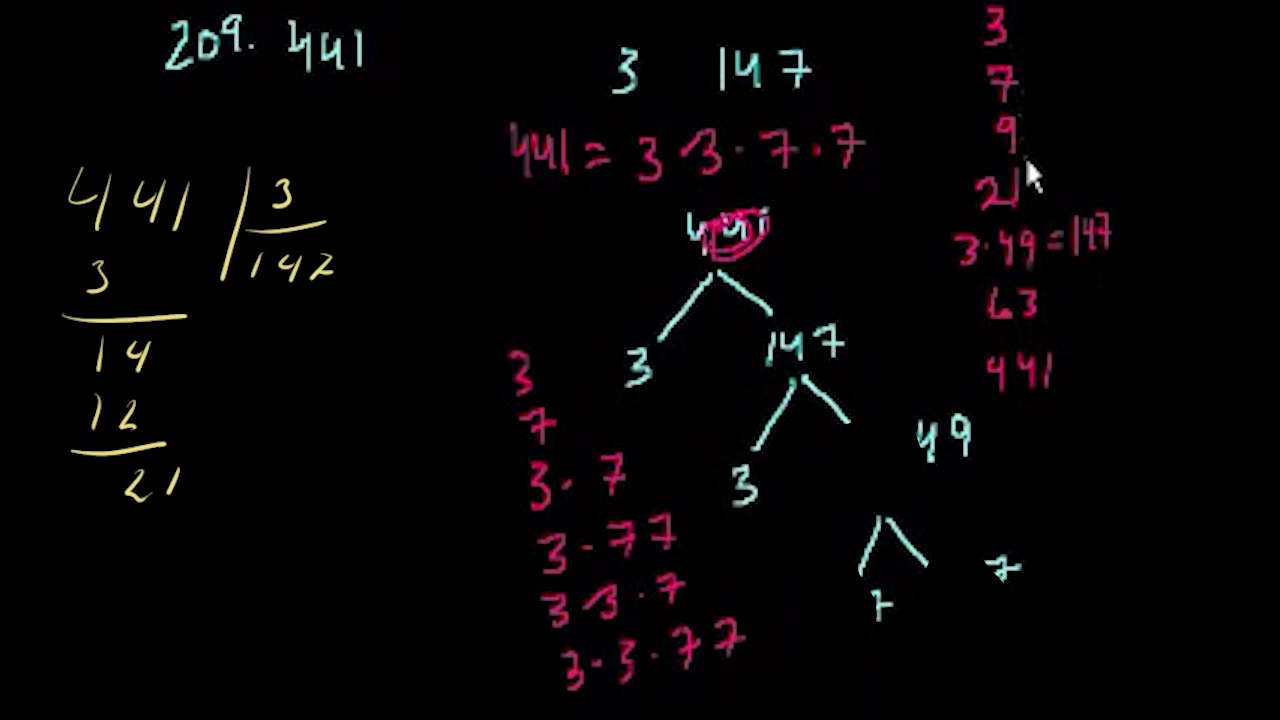 209. 441
3 147
441 = 3 · 3 · 7 · 7
441
3 147
3 49
7 7
441 | 3
147
3
14
12
21
3
7
3 · 7
3 · 7 7
3 · 3 · 7
3 · 3 · 7 7
3
7
9
21
3 · 49 = 147
63
441